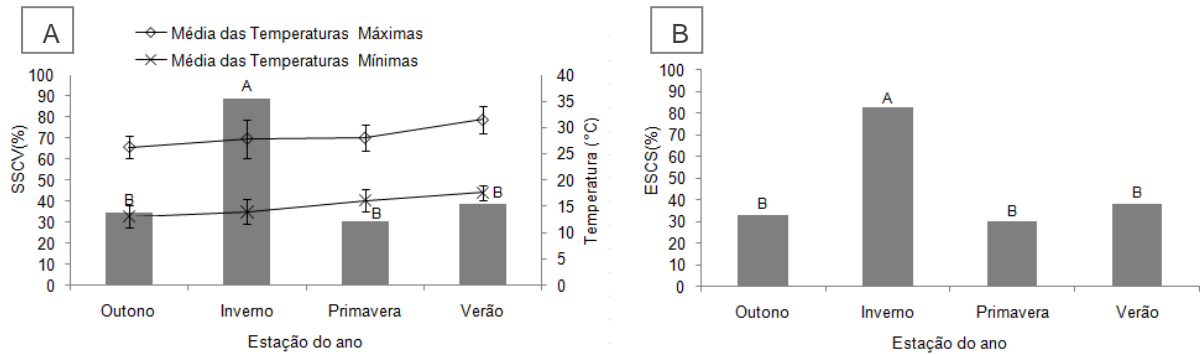 A
Média das Temperaturas Máximas
Média das Temperaturas Mínimas
SSCV(%)
100
90
80
70
60
50
40
30
20
10
0
B
A
B
B
40
35
30
25
20
15
10
5
0
Temperatura (°C)
Outono Inverno Primavera Verão
Estação do ano
B
ESCS(%)
100
90
80
70
60
50
40
30
20
10
0
B
A
B
B
Outono Inverno Primavera Verão
Estação do ano